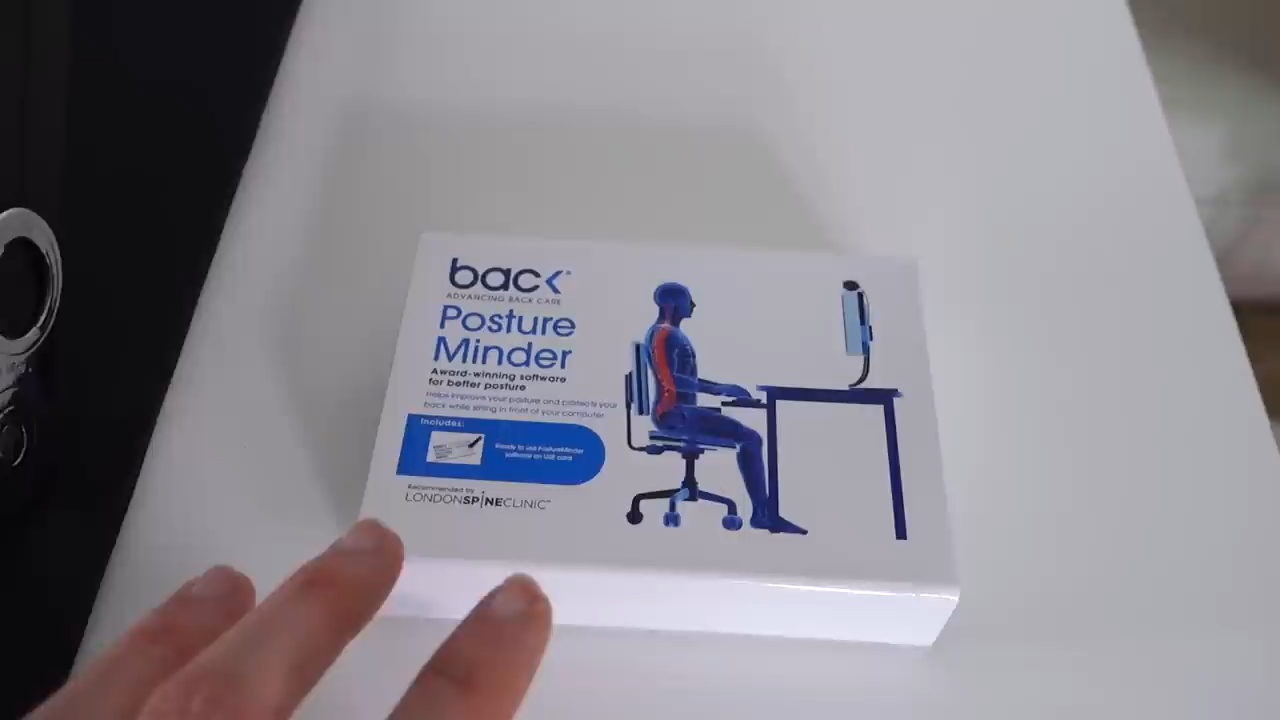 back
ADVANCING BACK CARE
Posture
Minder
Award-winning software
for better posture
Helps improve your posture and protects your
back while sitting in front of your computer
Includes:
Ready to use PostureMinder
software on USB card
Recommended by
LONDONSPINECLINIC™